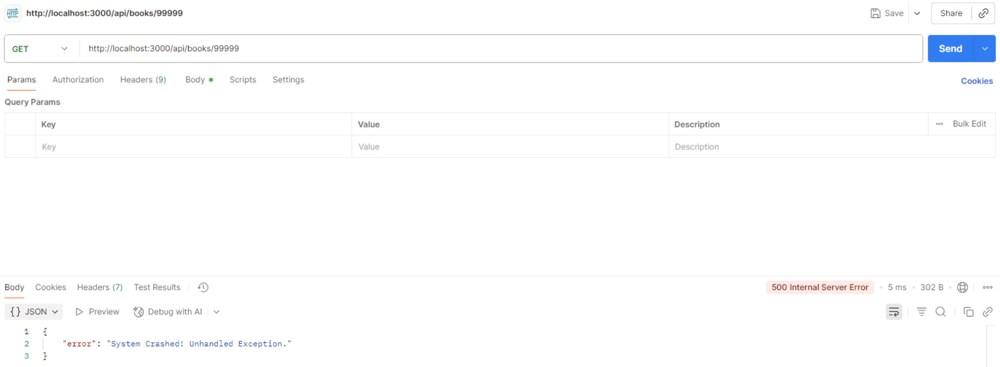 HTTP http://localhost:3000/api/books/99999 Save Share
GET http://localhost:3000/api/books/99999 Send
Params Authorization Headers (9) Body Scripts Settings Cookies
Query Params
Key Value Description Bulk Edit
Key Value Description
Body Cookies Headers (7) Test Results 500 Internal Server Error 5 ms 302 B
{} JSON Preview Debug with AI
1 {
2 "error": "System Crashed! Unhandled Exception."
3 }